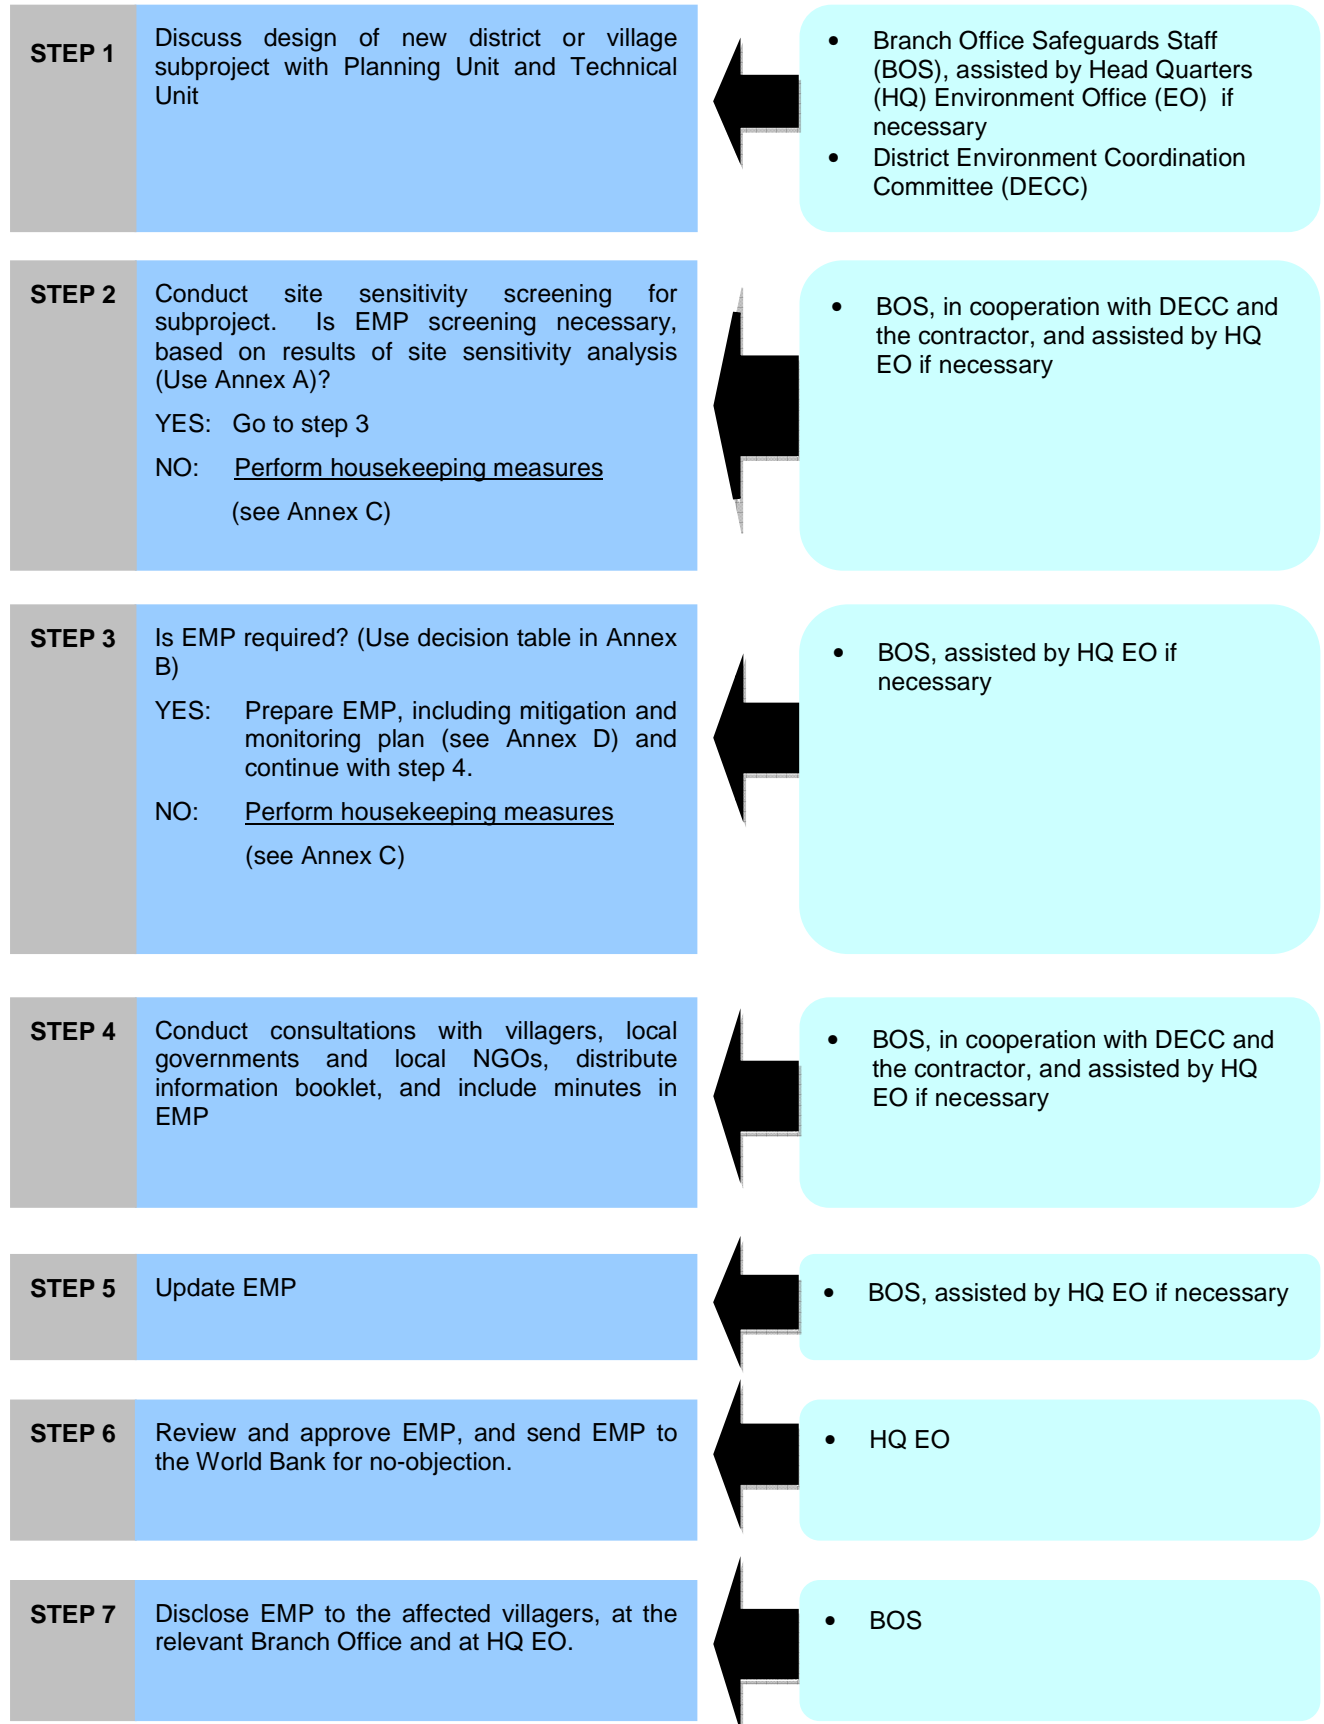 STEP 1
Discuss design of new district or village
subproject with Planning Unit and Technical
Unit
• Branch Office Safeguards Staff
(BOS), assisted by Head Quarters
(HQ) Environment Office (EO) if
necessary
• District Environment Coordination
Committee (DECC)
STEP 2
Conduct site sensitivity screening for
subproject. Is EMP screening necessary,
based on results of site sensitivity analysis
(Use Annex A)?
YES: Go to step 3
NO: Perform housekeeping measures
(see Annex C)
• BOS, in cooperation with DECC and
the contractor, and assisted by HQ
EO if necessary
STEP 3
Is EMP required? (Use decision table in Annex
B)
YES: Prepare EMP, including mitigation and
monitoring plan (see Annex D) and
continue with step 4.
NO: Perform housekeeping measures
(see Annex C)
• BOS, assisted by HQ EO if
necessary
STEP 4
Conduct consultations with villagers, local
governments and local NGOs, distribute
information booklet, and include minutes in
EMP
• BOS, in cooperation with DECC and
the contractor, and assisted by HQ
EO if necessary
STEP 5
Update EMP
• BOS, assisted by HQ EO if necessary
STEP 6
Review and approve EMP, and send EMP to
the World Bank for no-objection.
• HQ EO
STEP 7
Disclose EMP to the affected villagers, at the
relevant Branch Office and at HQ EO.
• BOS